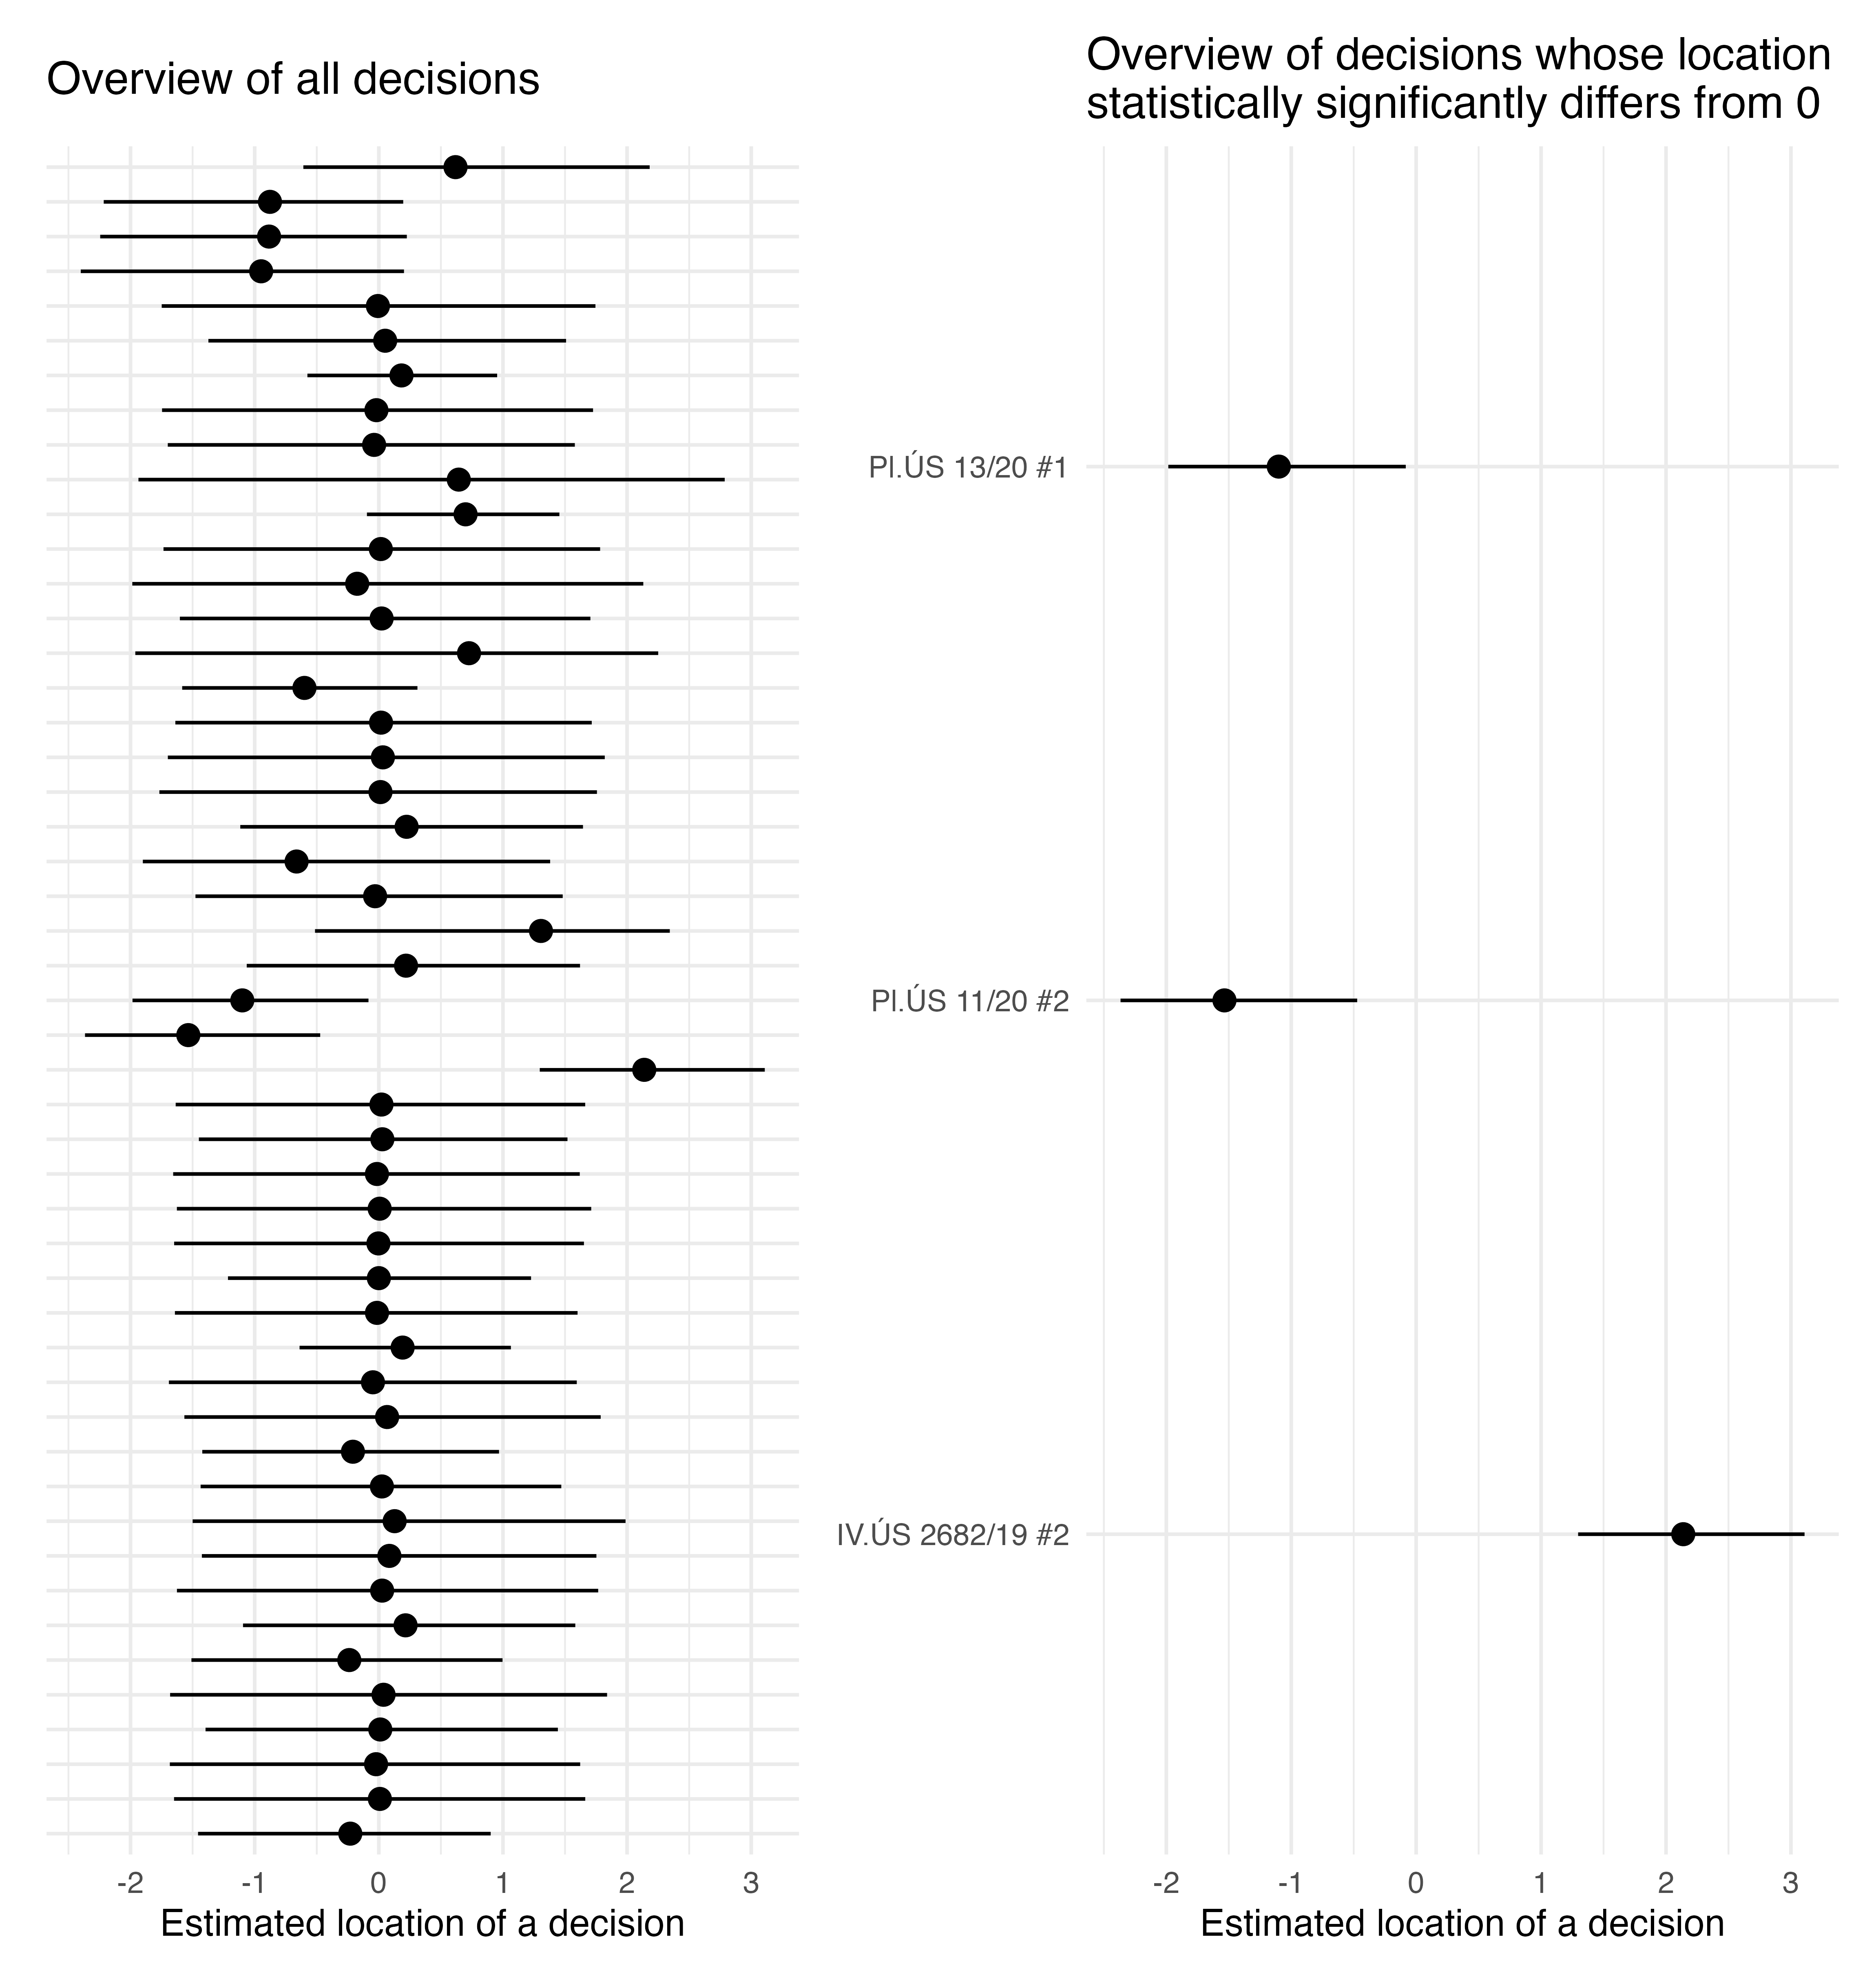 Overview of all decisions
Overview of decisions whose location
statistically significantly differs from 0
Pl.ÚS 13/20 #1
Pl.ÚS 11/20 #2
IV.ÚS 2682/19 #2
-2 -1 0 1 2 3
Estimated location of a decision
-2 -1 0 1 2 3
Estimated location of a decision